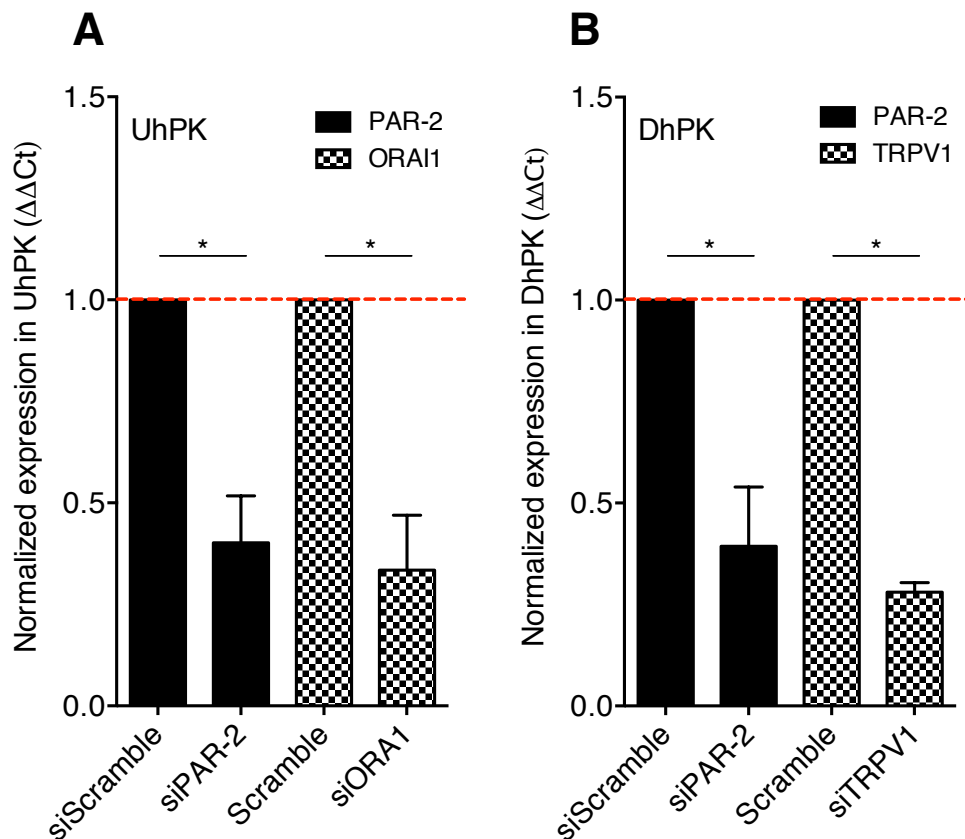 A
Normalized expression in UhPK (ΔΔCt)
1.5
1.0
0.5
0.0
UhPK
PAR-2
ORAI1
*
*
siScramble
siPAR-2
Scramble
siORA1
B
Normalized expression in DhPK (ΔΔCt)
1.5
1.0
0.5
0.0
DhPK
PAR-2
TRPV1
*
*
siScramble
siPAR-2
Scramble
siTRPV1